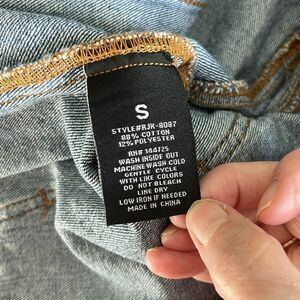 S
STYLE#RJK-8087
88% COTTON
12% POLYESTER
RN# 144725
WASH INSIDE OUT
MACHINE WASH COLD
GENTLE CYCLE
WITH LIKE COLORS
DO NOT BLEACH
LINE DRY
LOW IRON IF NEEDED
MADE IN CHINA